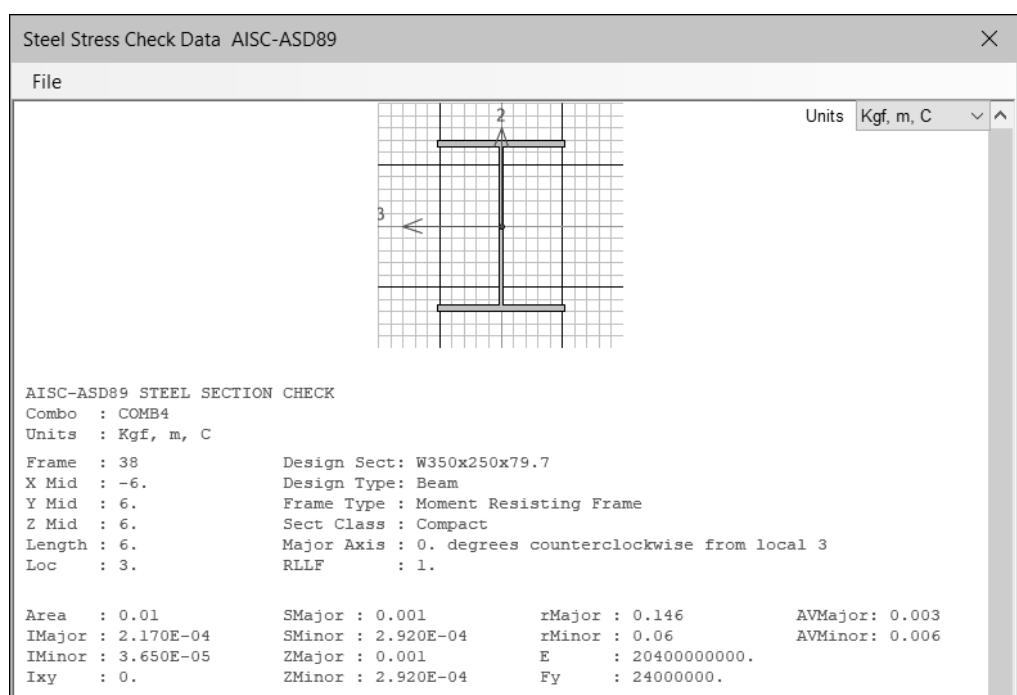 Steel Stress Check Data AISC-ASD89
File
Units Kgf, m, C
2
3
AISC-ASD89 STEEL SECTION CHECK
Combo : COMB4
Units : Kgf, m, C
Frame : 38 Design Sect: W350x250x79.7
X Mid : -6. Design Type: Beam
Y Mid : 6. Frame Type : Moment Resisting Frame
Z Mid : 6. Sect Class : Compact
Length : 6. Major Axis : 0. degrees counterclockwise from local 3
Loc : 3. RLLF : 1.
Area : 0.01 SMajor : 0.001 rMajor : 0.146 AVMajor: 0.003
IMajor : 2.170E-04 SMinor : 2.920E-04 rMinor : 0.06 AVMinor: 0.006
IMinor : 3.650E-05 ZMajor : 0.001 E : 20400000000.
Ixy : 0. ZMinor : 2.920E-04 Fy : 24000000.